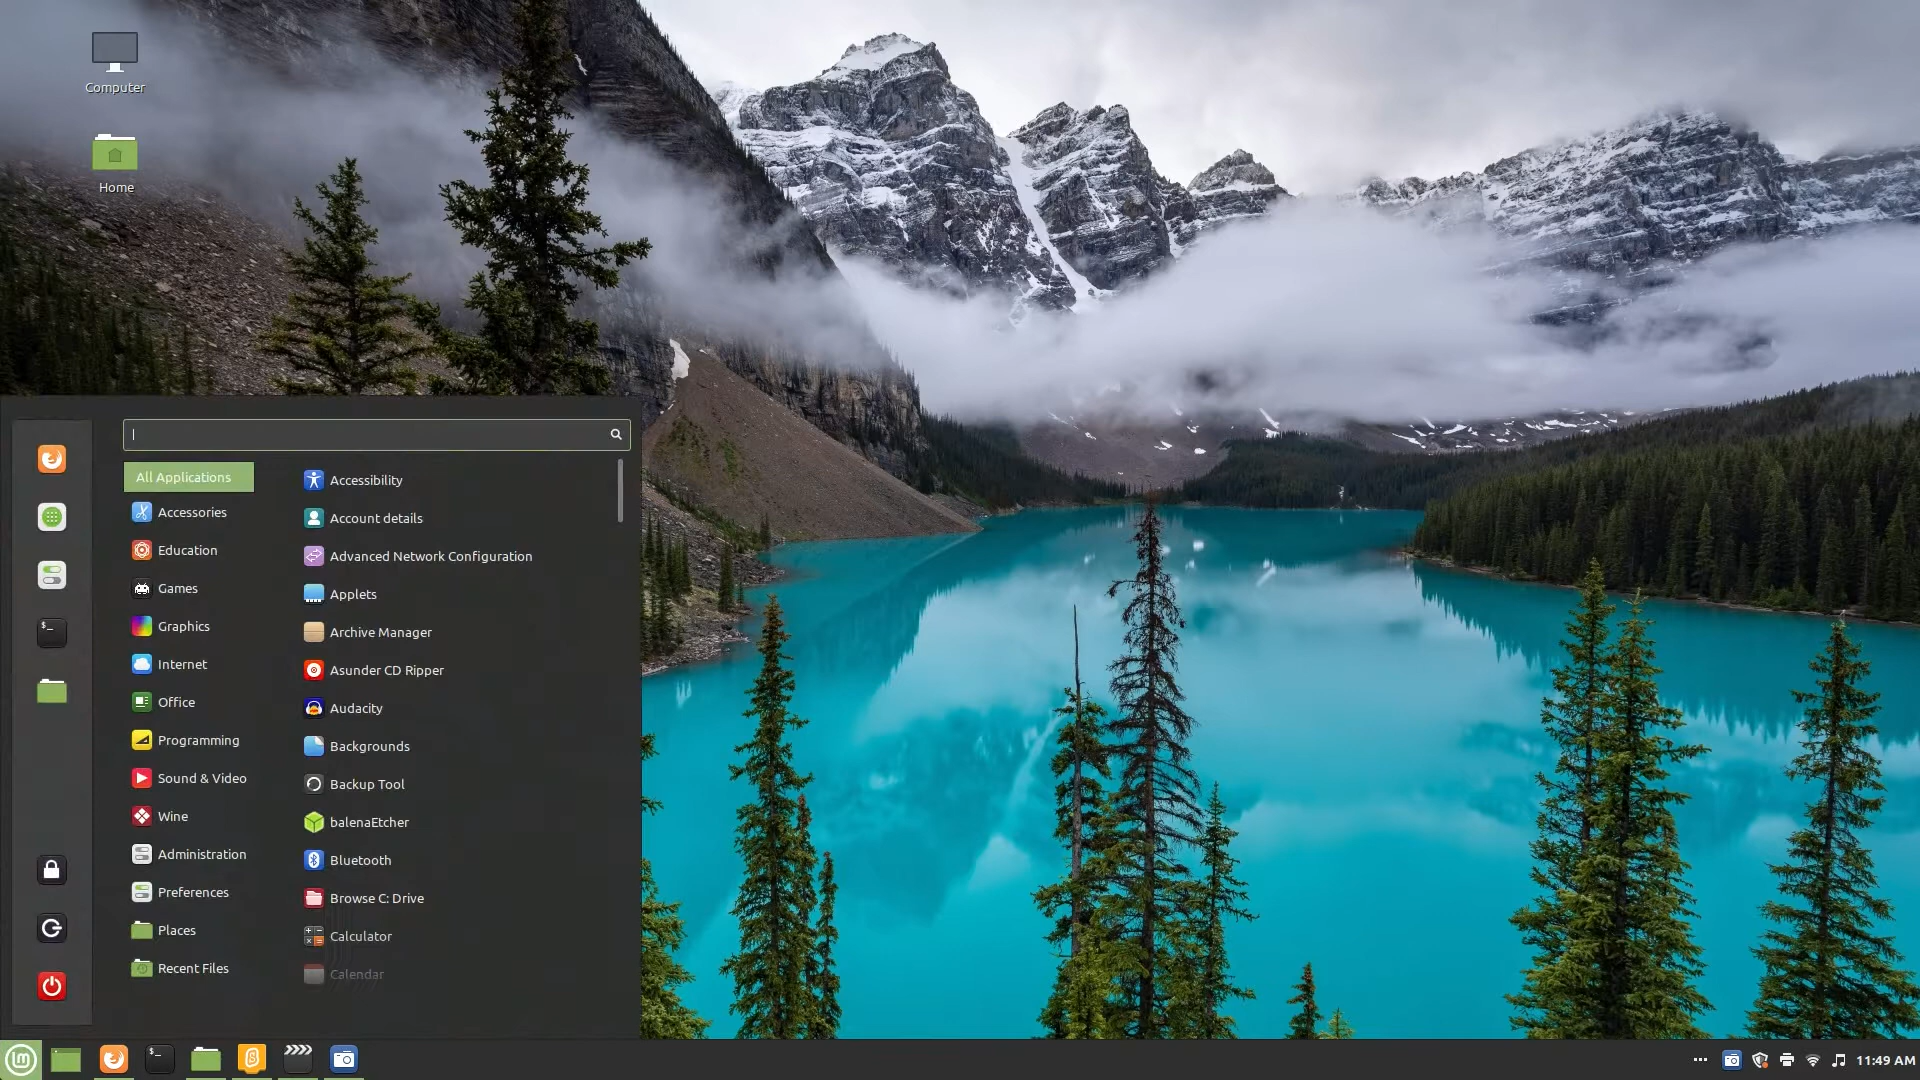 Computer
Home
All Applications
Accessories
Education
Games
Graphics
Internet
Office
Programming
Sound & Video
Wine
Administration
Preferences
Places
Recent Files
Accessibility
Account details
Advanced Network Configuration
Applets
Archive Manager
Asunder CD Ripper
Audacity
Backgrounds
Backup Tool
balenaEtcher
Bluetooth
Browse C: Drive
Calculator
Calendar
11:49 AM